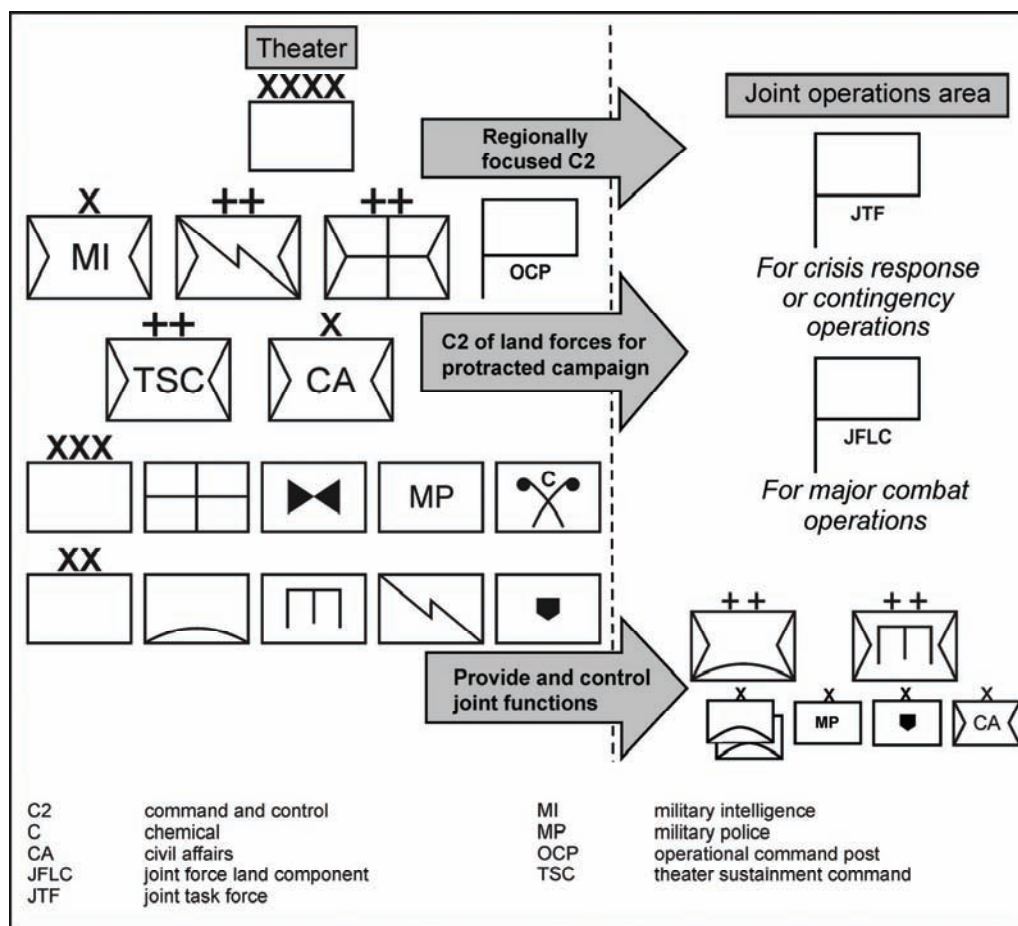 Theater
XXXX
Joint operations area
Regionally
focused C2
JTF
X
++
++
MI
OCP
For crisis response
or contingency
operations
++
X
TSC
CA
C2 of land forces for
protracted campaign
JFLC
For major combat
operations
XXX
MP
C
XX
Provide and control
joint functions
++
++
X
X
X
X
MP
CA
C2 command and control
C chemical
CA civil affairs
JFLC joint force land component
JTF joint task force
MI military intelligence
MP military police
OCP operational command post
TSC theater sustainment command